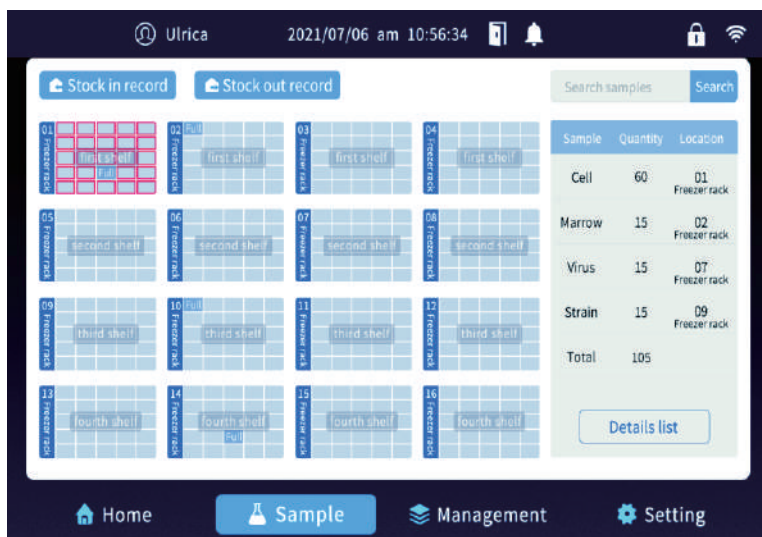 Ulrica 2021/07/06 am 10:56:34
Stock in record Stock out record Search samples Search
01 Freezer rack first shelf Full
02 Freezer rack Full first shelf
03 Freezer rack first shelf
04 Freezer rack first shelf
05 Freezer rack second shelf
06 Freezer rack second shelf
07 Freezer rack second shelf
08 Freezer rack second shelf
09 Freezer rack third shelf
10 Freezer rack Full third shelf
11 Freezer rack third shelf
12 Freezer rack third shelf
13 Freezer rack fourth shelf
14 Freezer rack fourth shelf Full
15 Freezer rack fourth shelf
16 Freezer rack fourth shelf
Sample Quantity Location
Cell 60 01 Freezer rack
Marrow 15 02 Freezer rack
Virus 15 07 Freezer rack
Strain 15 09 Freezer rack
Total 105
Details list
Home Sample Management Setting